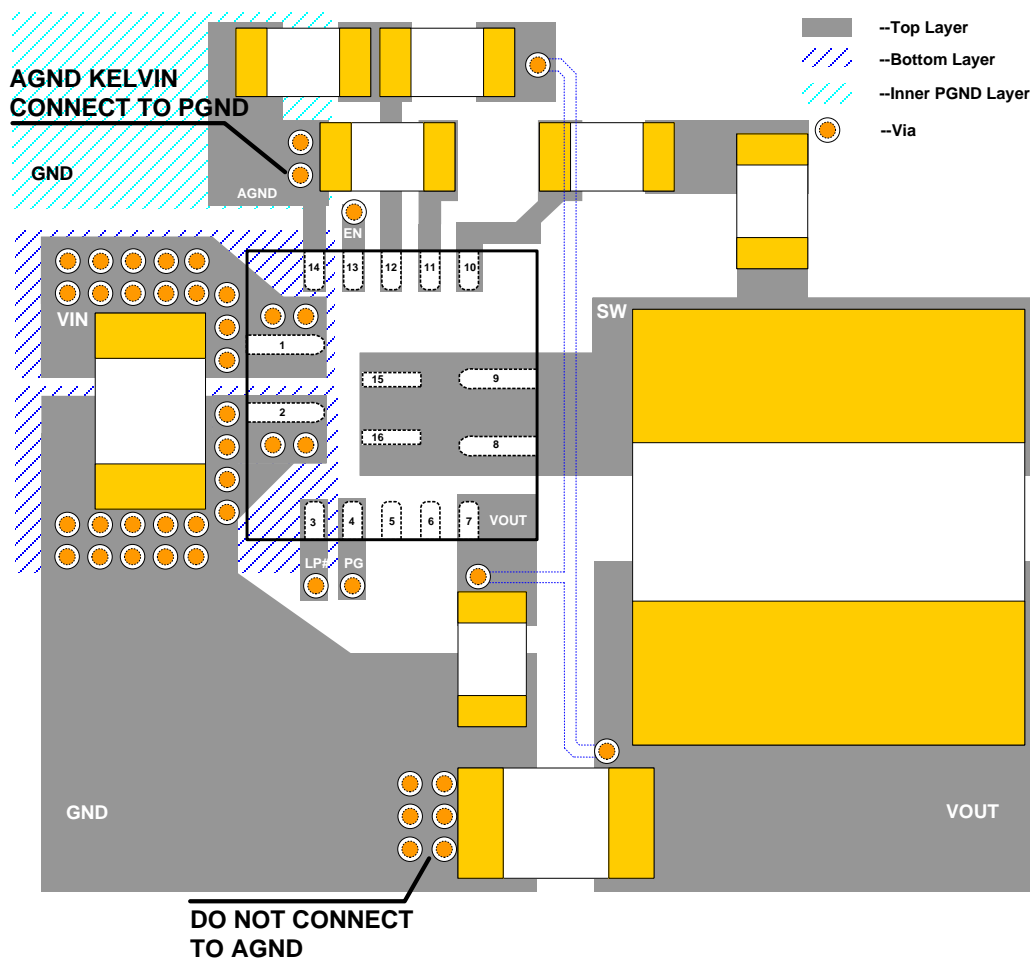 --Top Layer
--Bottom Layer
--Inner PGND Layer
--Via
AGND KELVIN
CONNECT TO PGND
GND
AGND
EN
14
13
12
11
10
VIN
SW
1
15
9
2
16
8
3
4
5
6
7
VOUT
LP#
PG
GND
VOUT
DO NOT CONNECT
TO AGND